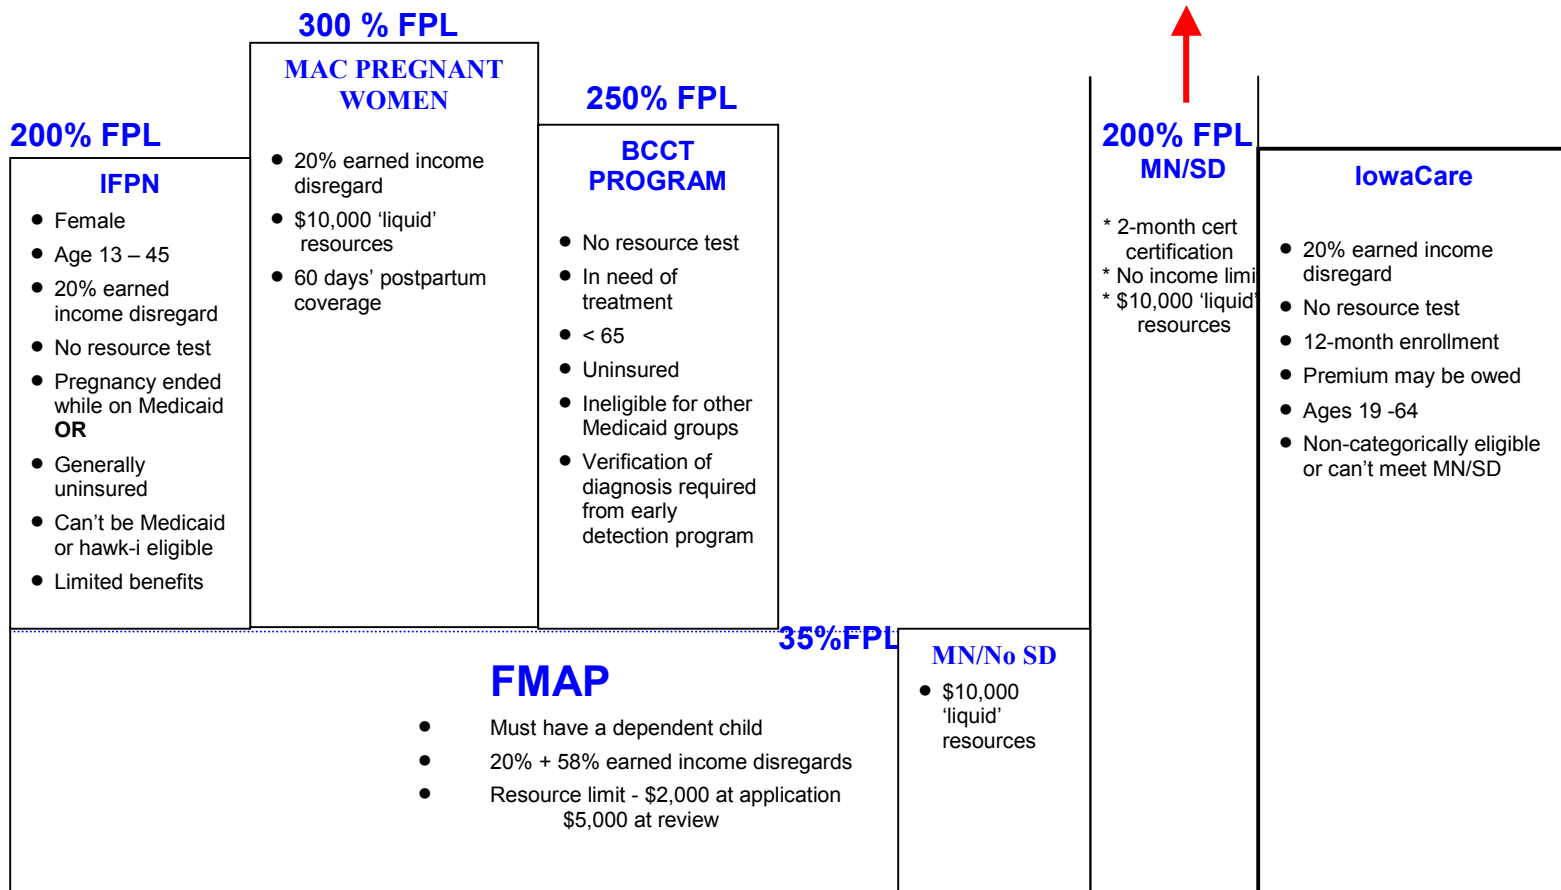 300 % FPL
MAC PREGNANT
WOMEN
● 20% earned income
disregard
● $10,000 ‘liquid’
resources
● 60 days’ postpartum
coverage
250% FPL
BCCT
PROGRAM
● No resource test
● In need of
treatment
● < 65
● Uninsured
● Ineligible for other
Medicaid groups
● Verification of
diagnosis required
from early
detection program
200% FPL
IFPN
● Female
● Age 13 – 45
● 20% earned
income disregard
● No resource test
● Pregnancy ended
while on Medicaid
OR
● Generally
uninsured
● Can’t be Medicaid
or hawk-i eligible
● Limited benefits
200% FPL
MN/SD
* 2-month cert
certification
* No income limi
* $10,000 ‘liquid’
resources
IowaCare
● 20% earned income
disregard
● No resource test
● 12-month enrollment
● Premium may be owed
● Ages 19 -64
● Non-categorically eligible
or can’t meet MN/SD
35%FPL
FMAP
● Must have a dependent child
● 20% + 58% earned income disregards
● Resource limit - $2,000 at application
$5,000 at review
MN/No SD
● $10,000
‘liquid’
resources